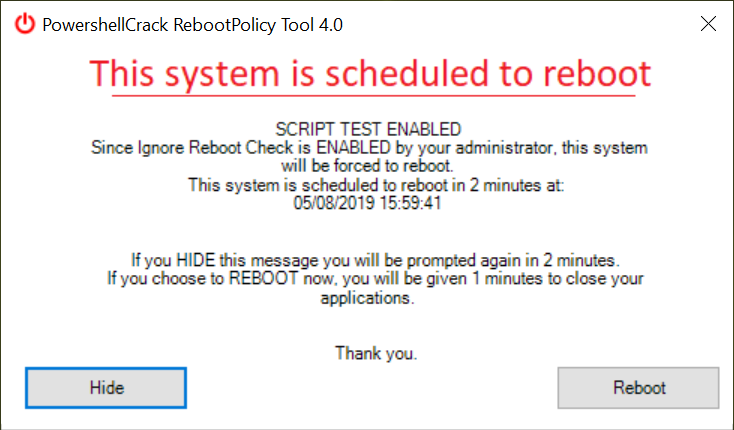 PowershellCrack RebootPolicy Tool 4.0
This system is scheduled to reboot
SCRIPT TEST ENABLED
Since Ignore Reboot Check is ENABLED by your administrator, this system
will be forced to reboot.
This system is scheduled to reboot in 2 minutes at:
05/08/2019 15:59:41
If you HIDE this message you will be prompted again in 2 minutes.
If you choose to REBOOT now, you will be given 1 minutes to close your
applications.
Thank you.
Hide
Reboot